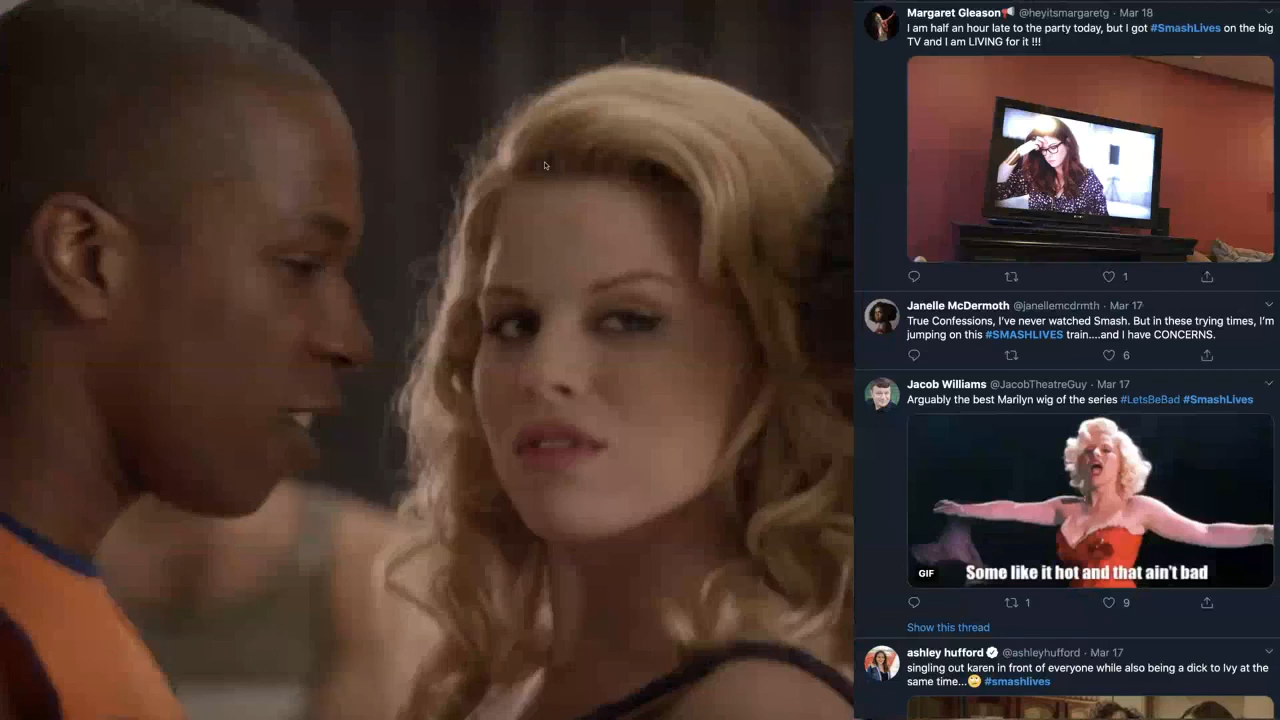 Margaret Gleason📢 @heyitsmargaretg · Mar 18
I am half an hour late to the party today, but I got #SmashLives on the big
TV and I am LIVING for it !!!
1
Janelle McDermoth @janellemcdrmth · Mar 17
True Confessions, I've never watched Smash. But in these trying times, I'm
jumping on this #SMASHLIVES train....and I have CONCERNS.
6
Jacob Williams @JacobTheatreGuy · Mar 17
Arguably the best Marilyn wig of the series #LetsBeBad #SmashLives
GIF Some like it hot and that ain't bad
1 9
Show this thread
ashley hufford @ashleyhufford · Mar 17
singling out karen in front of everyone while also being a dick to Ivy at the
same time...🙄 #smashlives